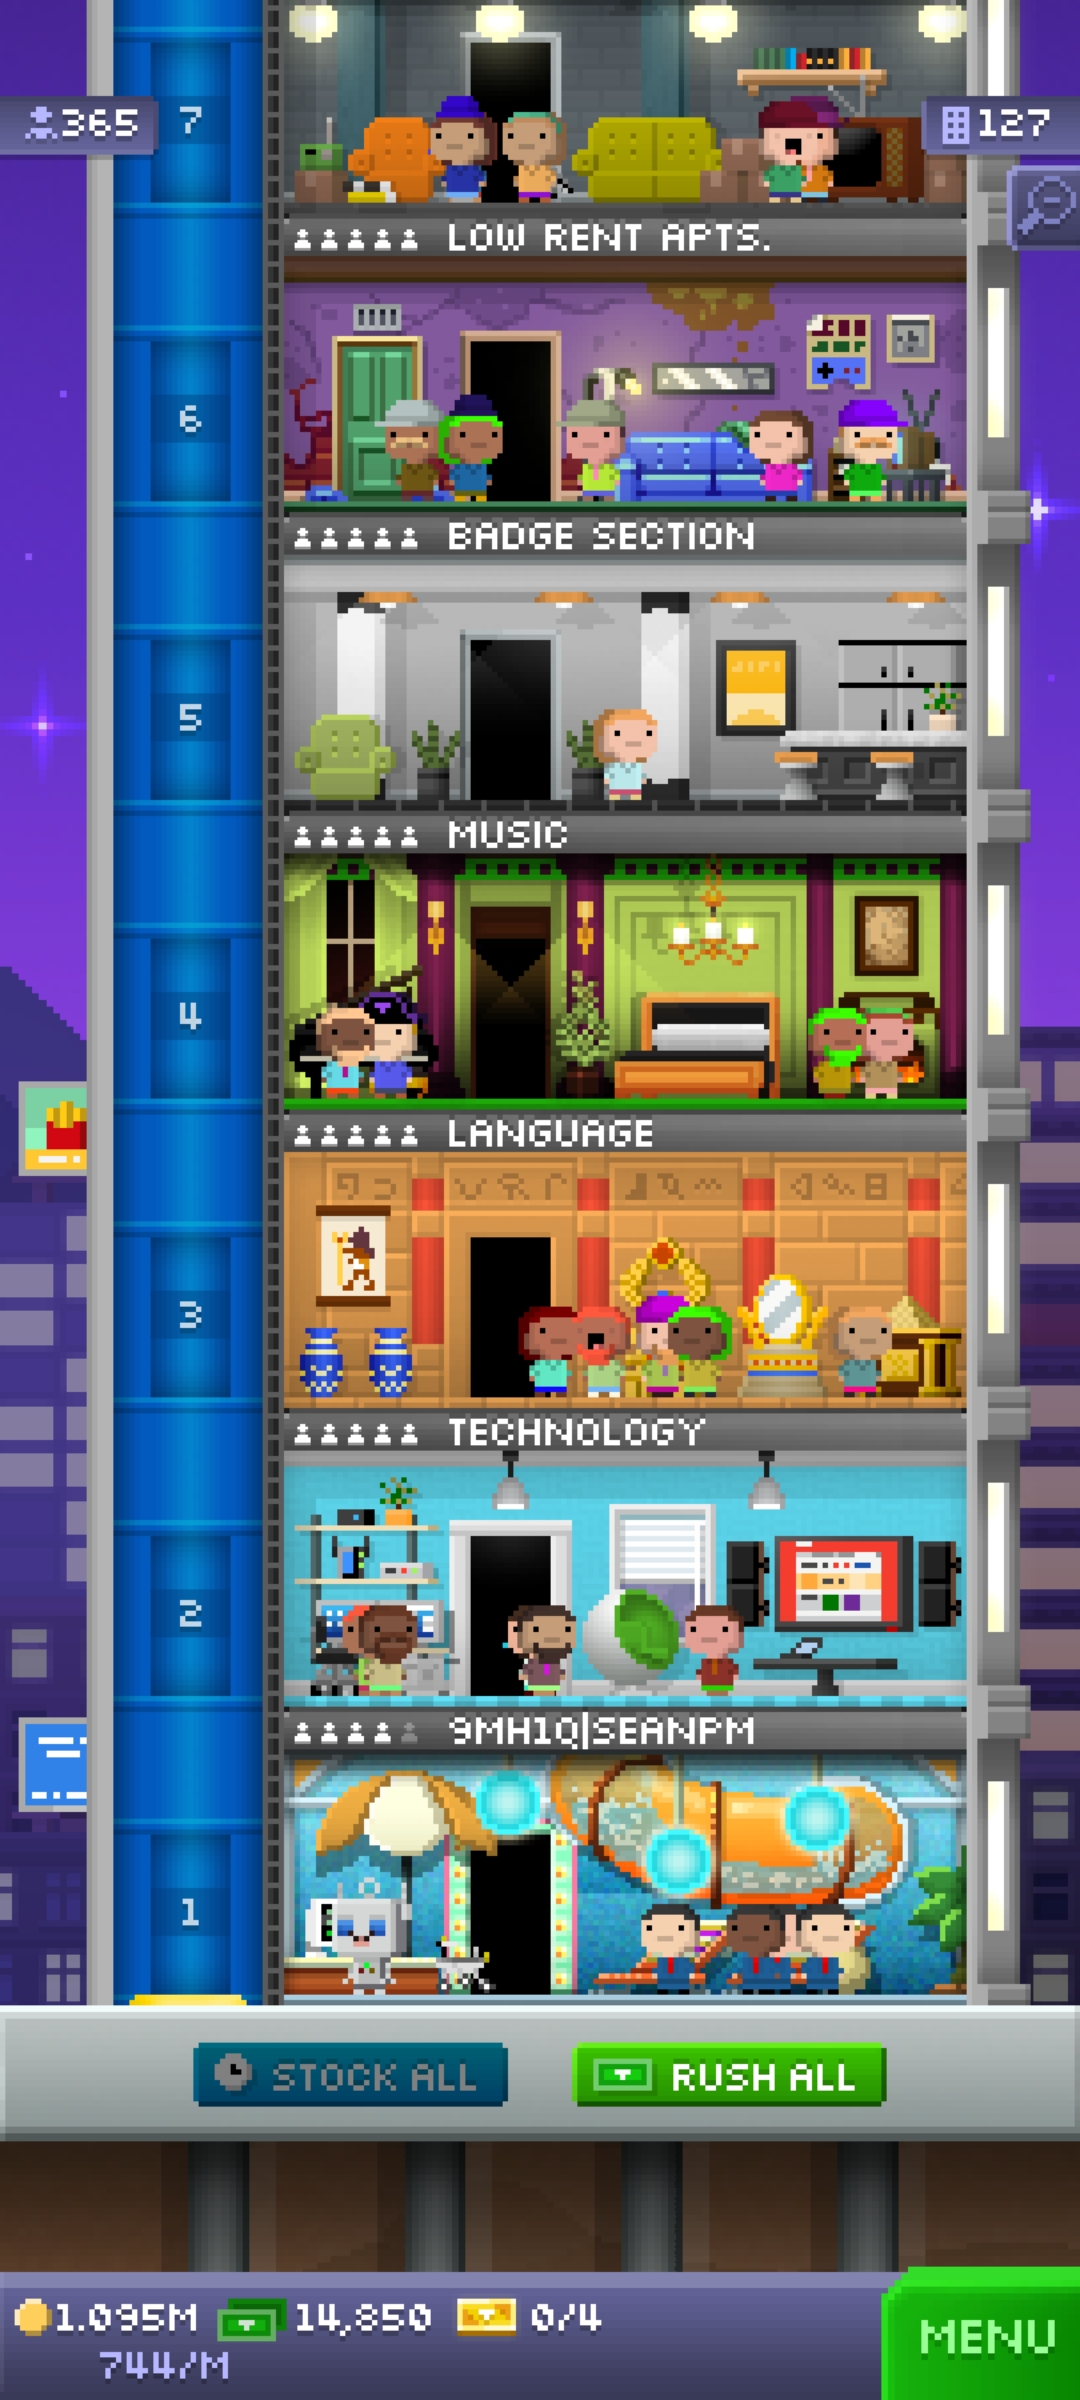 365
7
127
LOW RENT APTS.
6
BADGE SECTION
5
MUSIC
4
LANGUAGE
3
TECHNOLOGY
2
9MH1Q|SEANPM
1
STOCK ALL
RUSH ALL
1.095M
14,850
0/4
744/M
MENU